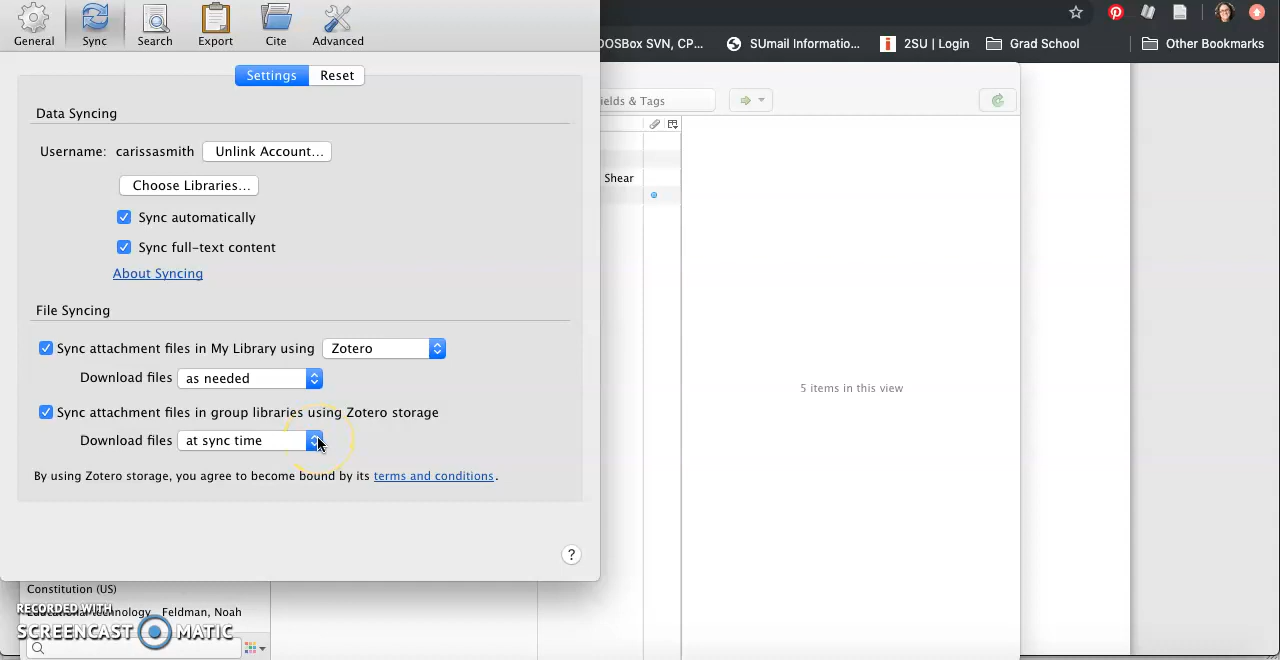 General Sync Search Export Cite Advanced
OSBox SVN, CP... SUmail Informatio... 2SU | Login Grad School Other Bookmarks
Settings Reset
ields & Tags
Data Syncing
Username: carissasmith Unlink Account...
Choose Libraries...
Shear
Sync automatically
Sync full-text content
About Syncing
File Syncing
Sync attachment files in My Library using Zotero
Download files as needed
5 items in this view
Sync attachment files in group libraries using Zotero storage
Download files at sync time
By using Zotero storage, you agree to become bound by its terms and conditions.
?
Constitution (US)
Educational technology Feldman, Noah
RECORDED WITH
SCREENCAST MATIC